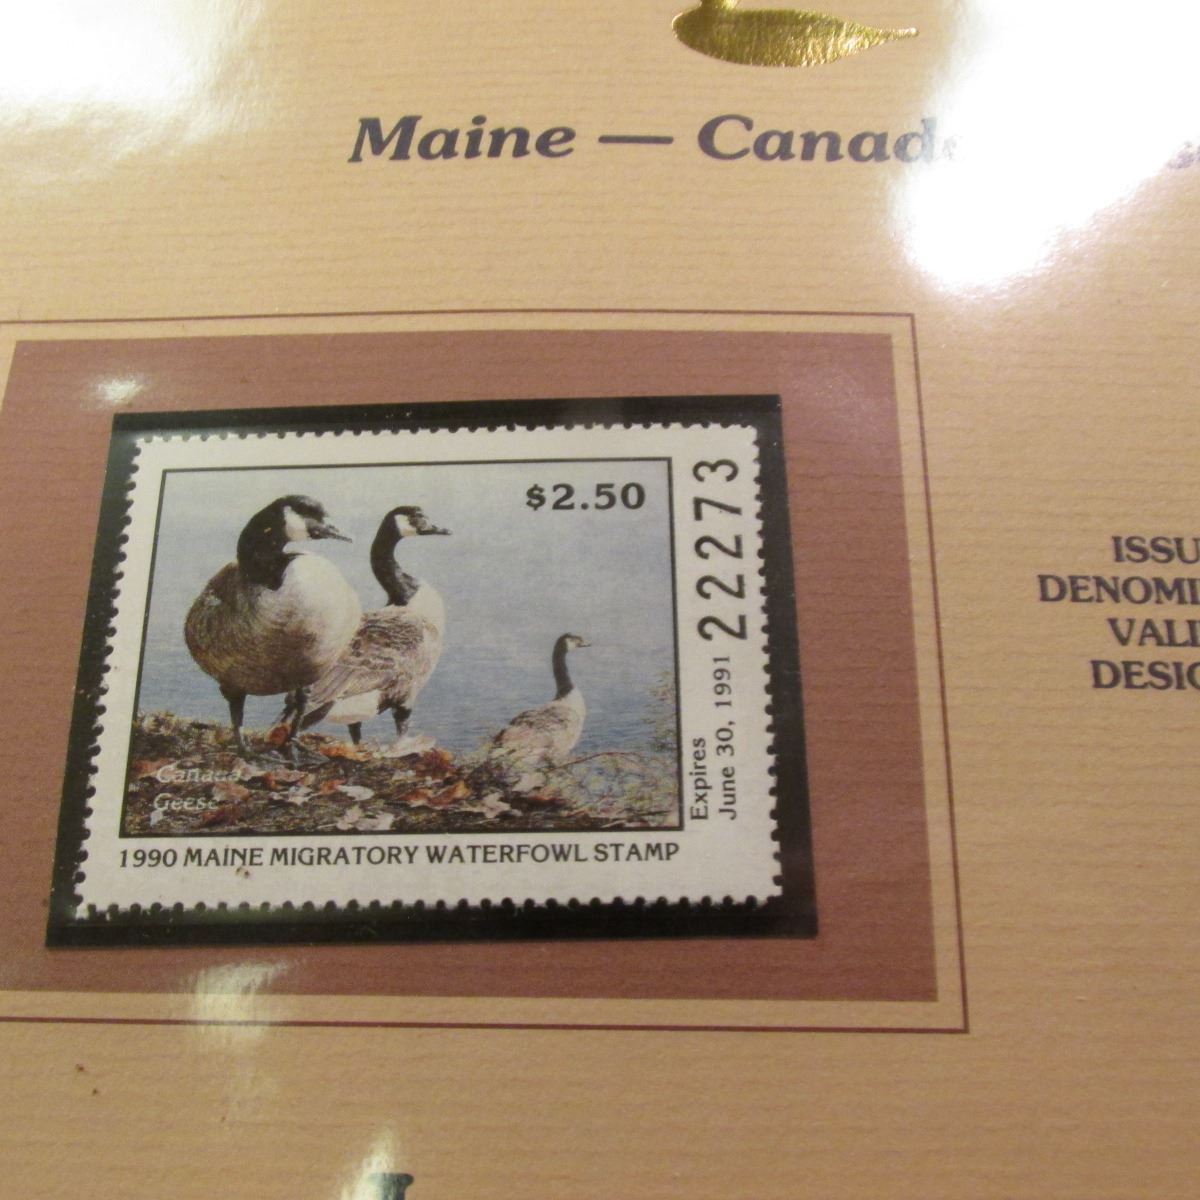 Maine — Canad
$2.50
22273
Expires
June 30, 1991
Canada
Geese
1990 MAINE MIGRATORY WATERFOWL STAMP
ISSU
DENOMI
VALI
DESIG